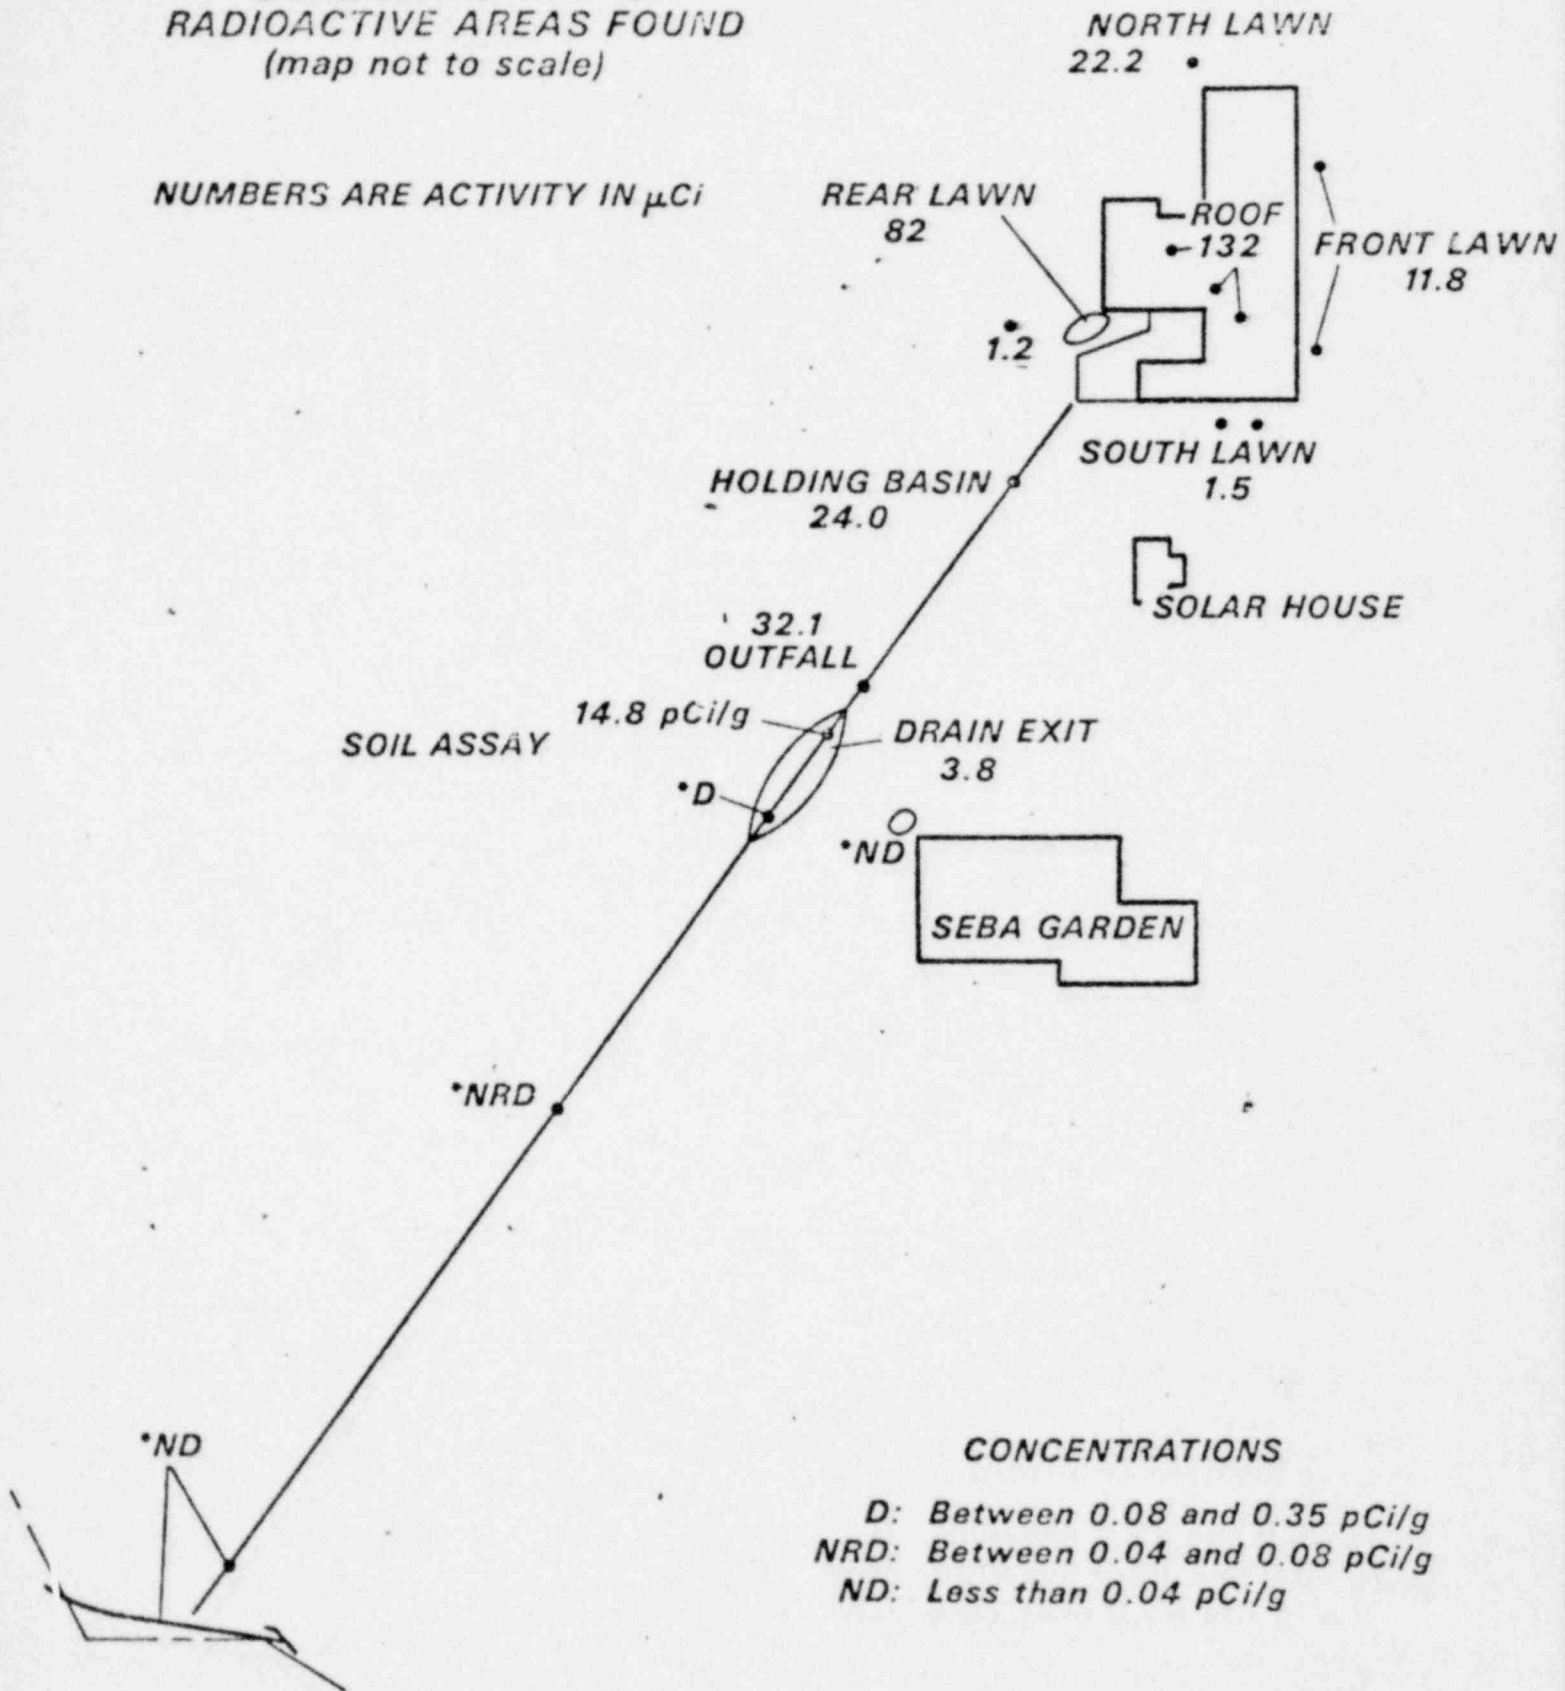 RADIOACTIVE AREAS FOUND
(map not to scale)
NORTH LAWN
22.2
NUMBERS ARE ACTIVITY IN µCi
REAR LAWN
82
ROOF
132
FRONT LAWN
11.8
1.2
SOUTH LAWN
1.5
HOLDING BASIN
24.0
SOLAR HOUSE
32.1
OUTFALL
14.8 pCi/g
SOIL ASSAY
DRAIN EXIT
3.8
*D
*ND
SEBA GARDEN
*NRD
*ND
CONCENTRATIONS
D: Between 0.08 and 0.35 pCi/g
NRD: Between 0.04 and 0.08 pCi/g
ND: Less than 0.04 pCi/g